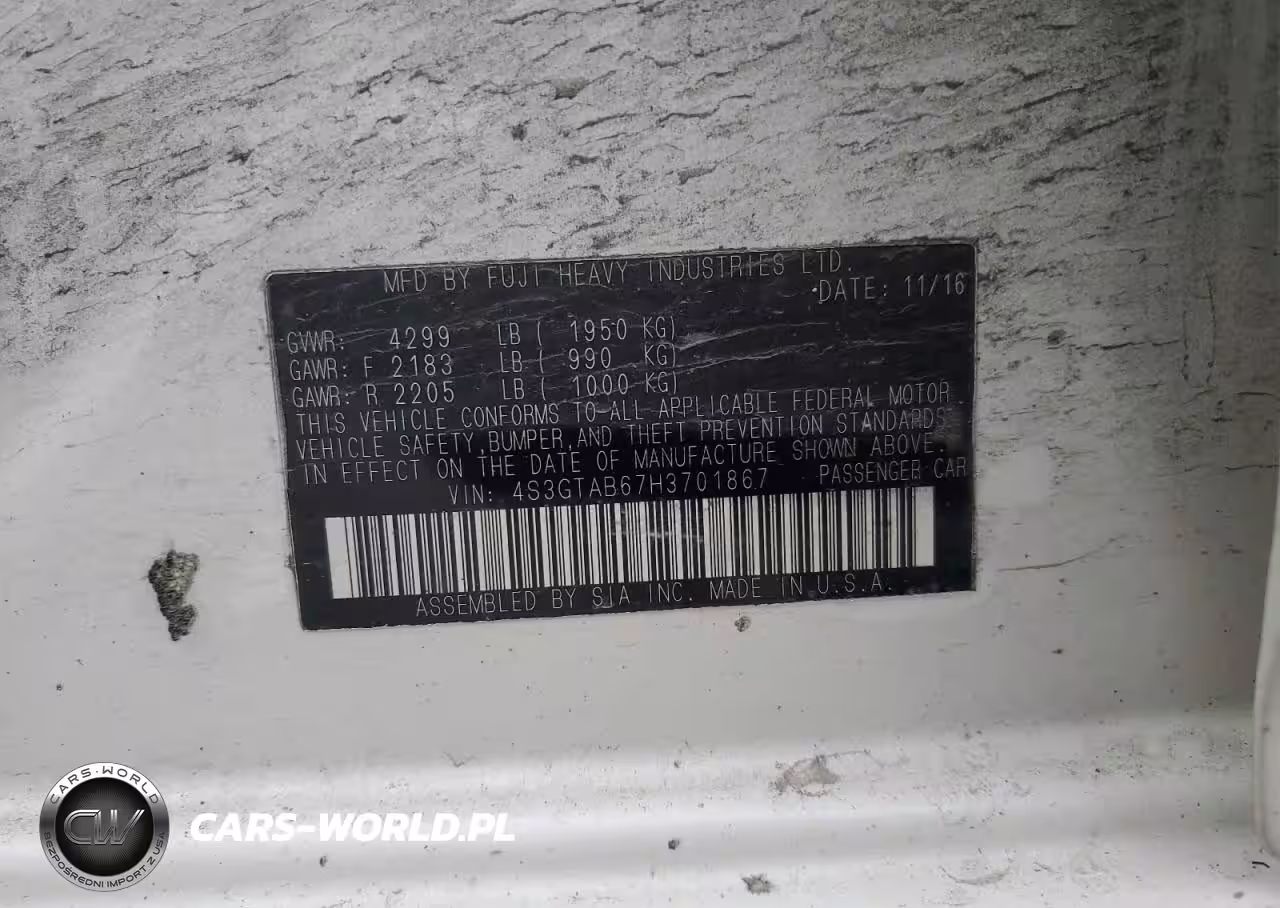 MFD BY FUJI HEAVY INDUSTRIES LTD.
DATE: 11/16
GVWR: 4299 LB ( 1950 KG)
GAWR: F 2183 LB ( 990 KG)
GAWR: R 2205 LB ( 1000 KG)
THIS VEHICLE CONFORMS TO ALL APPLICABLE FEDERAL MOTOR
VEHICLE SAFETY, BUMPER, AND THEFT PREVENTION STANDARDS
IN EFFECT ON THE DATE OF MANUFACTURE SHOWN ABOVE.
VIN: 4S3GTAB67H3701867 PASSENGER CAR
ASSEMBLED BY SIA INC. MADE IN U.S.A.
CARS-WORLD
CW
BEZPOŚREDNI IMPORT Z USA
CARS-WORLD.PL